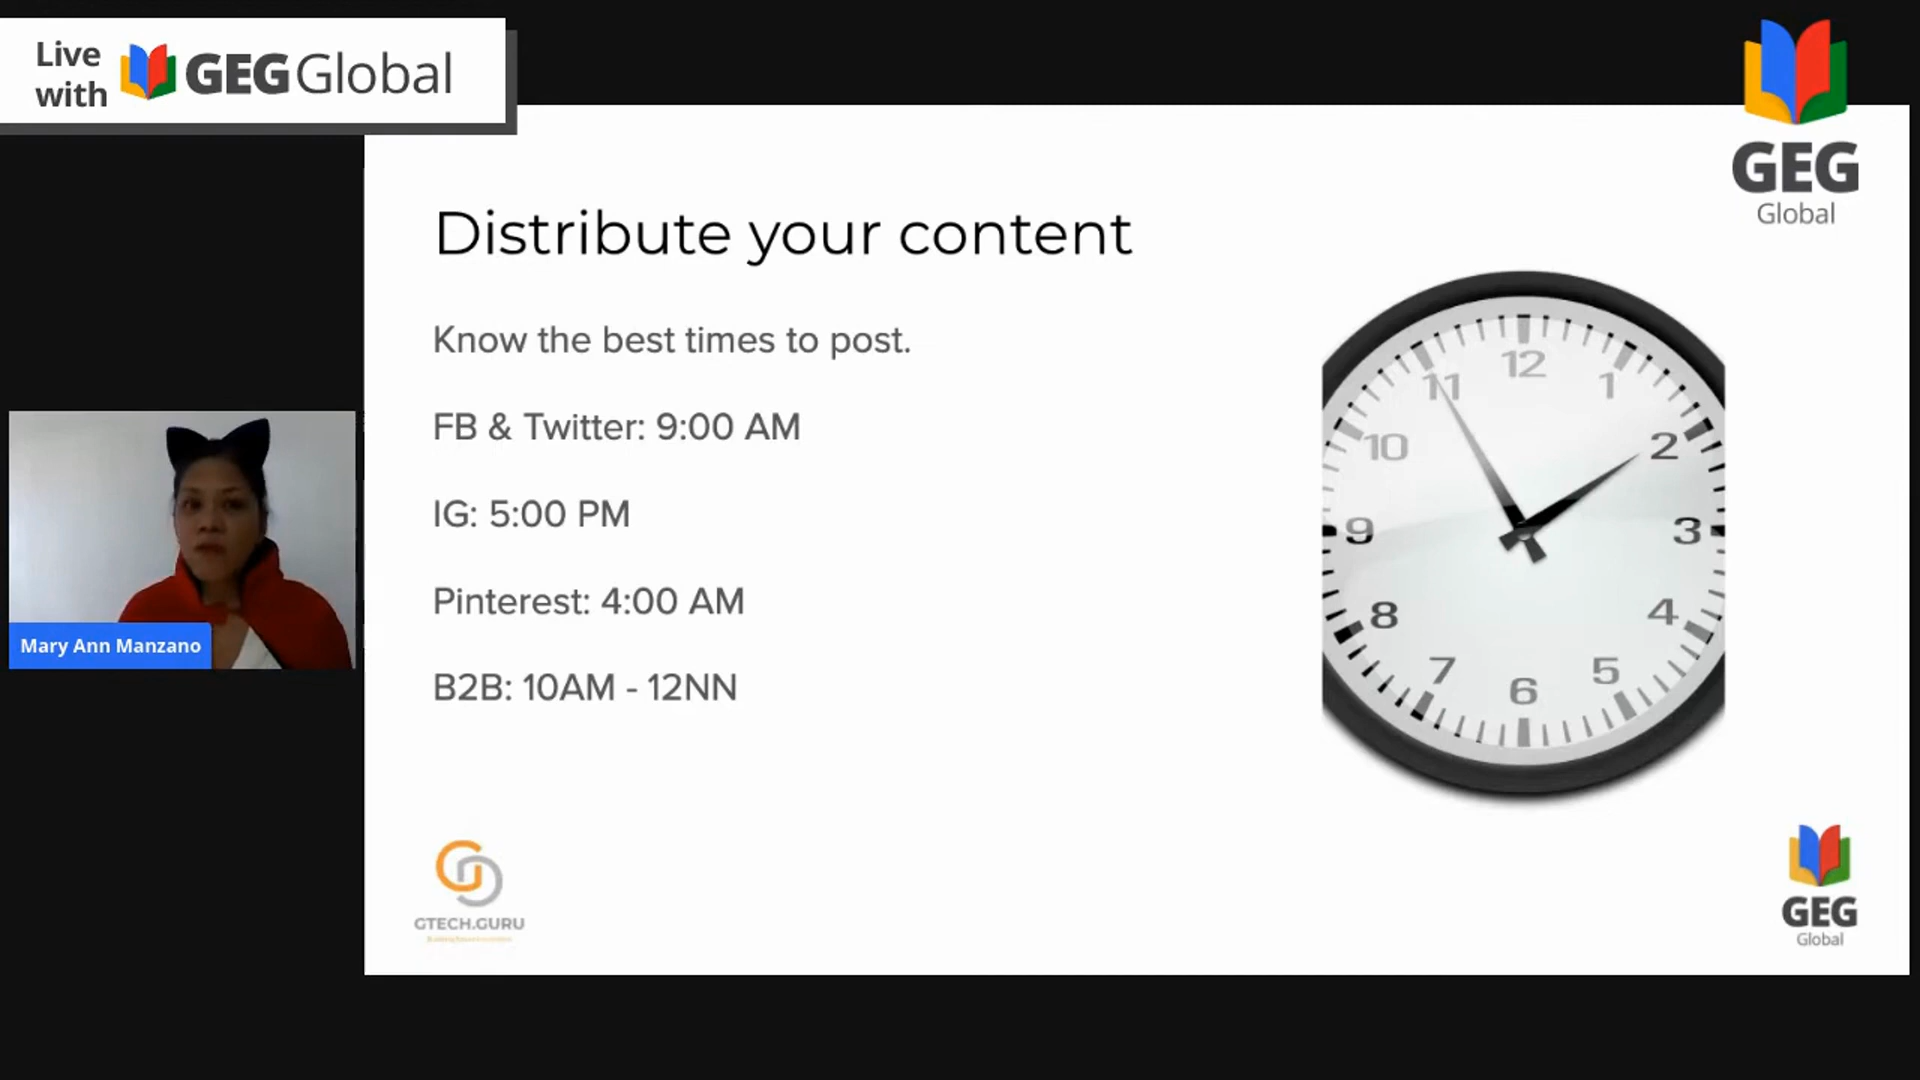 Live
with
GEG Global
GEG
Global
Distribute your content
Know the best times to post.
FB & Twitter: 9:00 AM
IG: 5:00 PM
Pinterest: 4:00 AM
B2B: 10AM - 12NN
12
1
2
3
4
5
6
7
8
9
10
11
Mary Ann Manzano
GTECH.GURU
GEG
Global